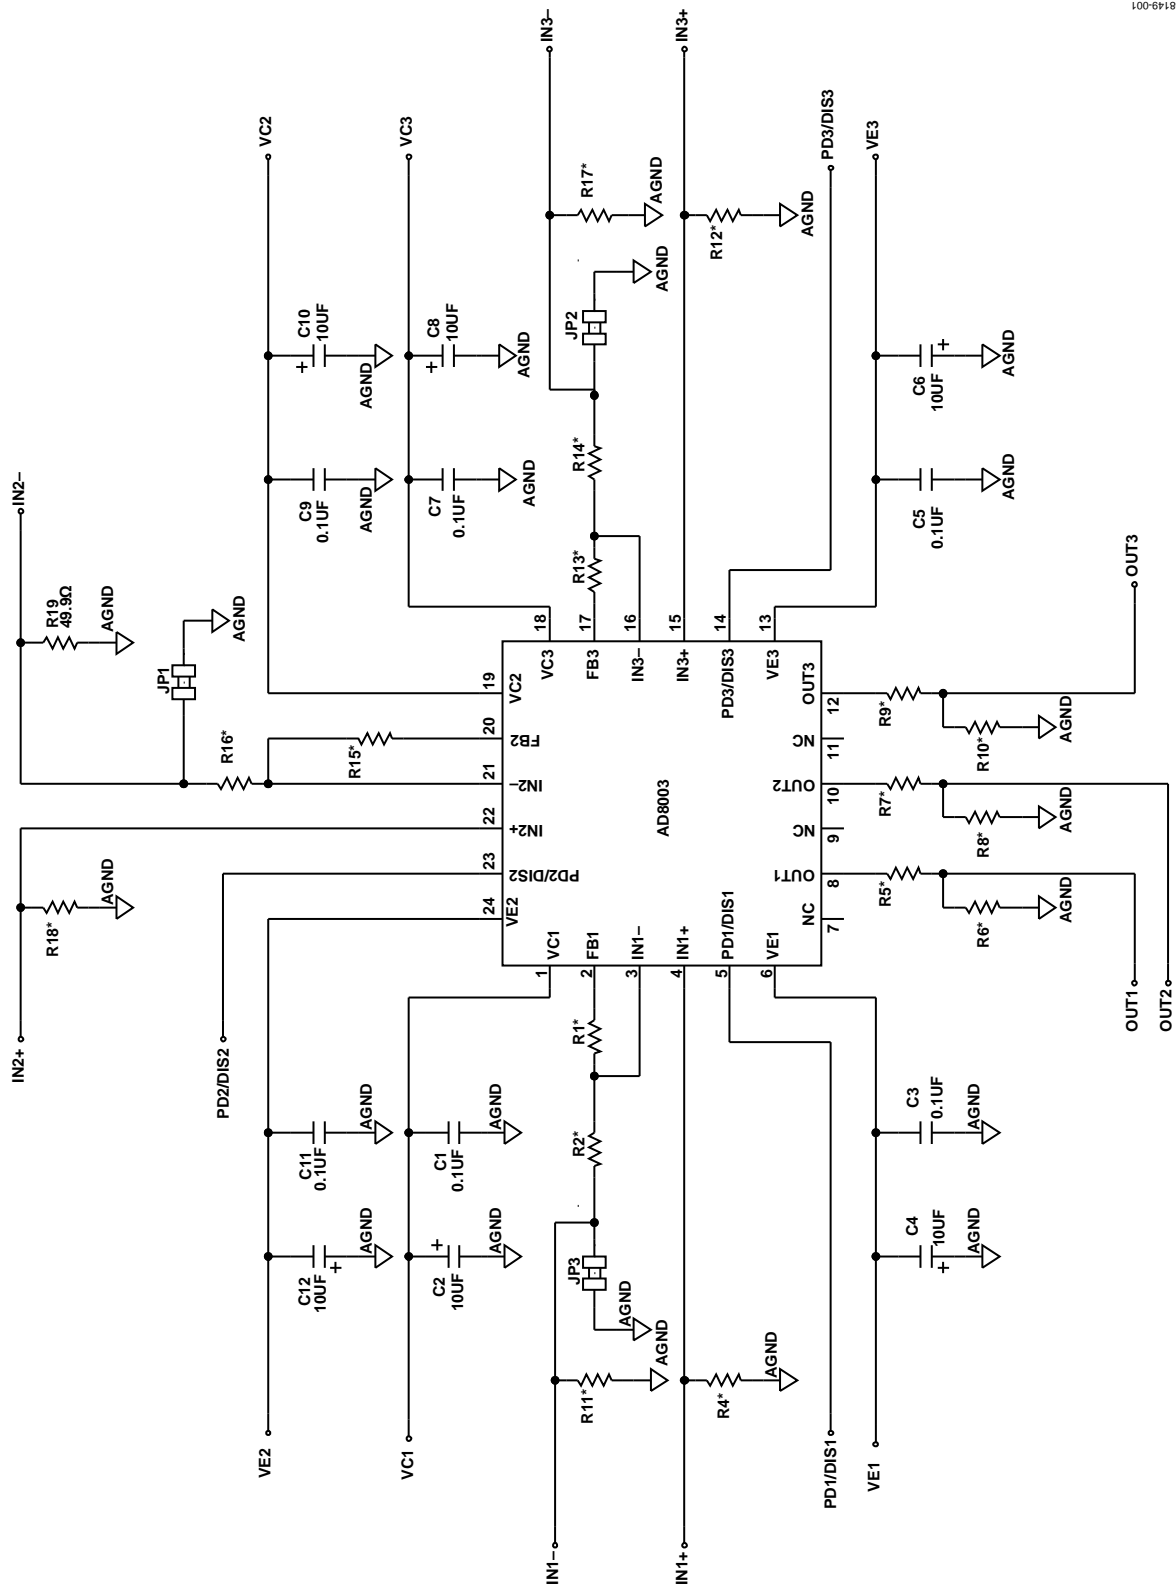 IN2+
R18*
AGND
PD2/DIS2
VE2
C12
10UF
AGND
C11
0.1UF
AGND
VC1
C2
10UF
AGND
C1
0.1UF
AGND
IN2–
R19
49.9Ω
AGND
JP1
AGND
R16*
R15*
VC2
C9
0.1UF
AGND
C10
10UF
AGND
VC3
C7
0.1UF
AGND
C8
10UF
AGND
24
23
22
21
20
19
VE2
PD2/DIS2
IN2+
IN2–
FB2
VC2
1
2
3
4
5
6
VC1
FB1
IN1–
IN1+
PD1/DIS1
VE1
AD8003
VC3
FB3
IN3–
IN3+
PD3/DIS3
VE3
18
17
16
15
14
13
NC
OUT1
NC
OUT2
NC
OUT3
7
8
9
10
11
12
IN1–
R11*
AGND
JP3
AGND
R2*
R1*
IN1+
R4*
AGND
PD1/DIS1
VE1
C4
10UF
AGND
C3
0.1UF
AGND
R13*
R14*
JP2
AGND
IN3–
R17*
AGND
IN3+
R12*
AGND
PD3/DIS3
VE3
C5
0.1UF
AGND
C6
10UF
AGND
R5*
R6*
AGND
OUT1
R7*
R8*
AGND
OUT2
R9*
R10*
AGND
OUT3